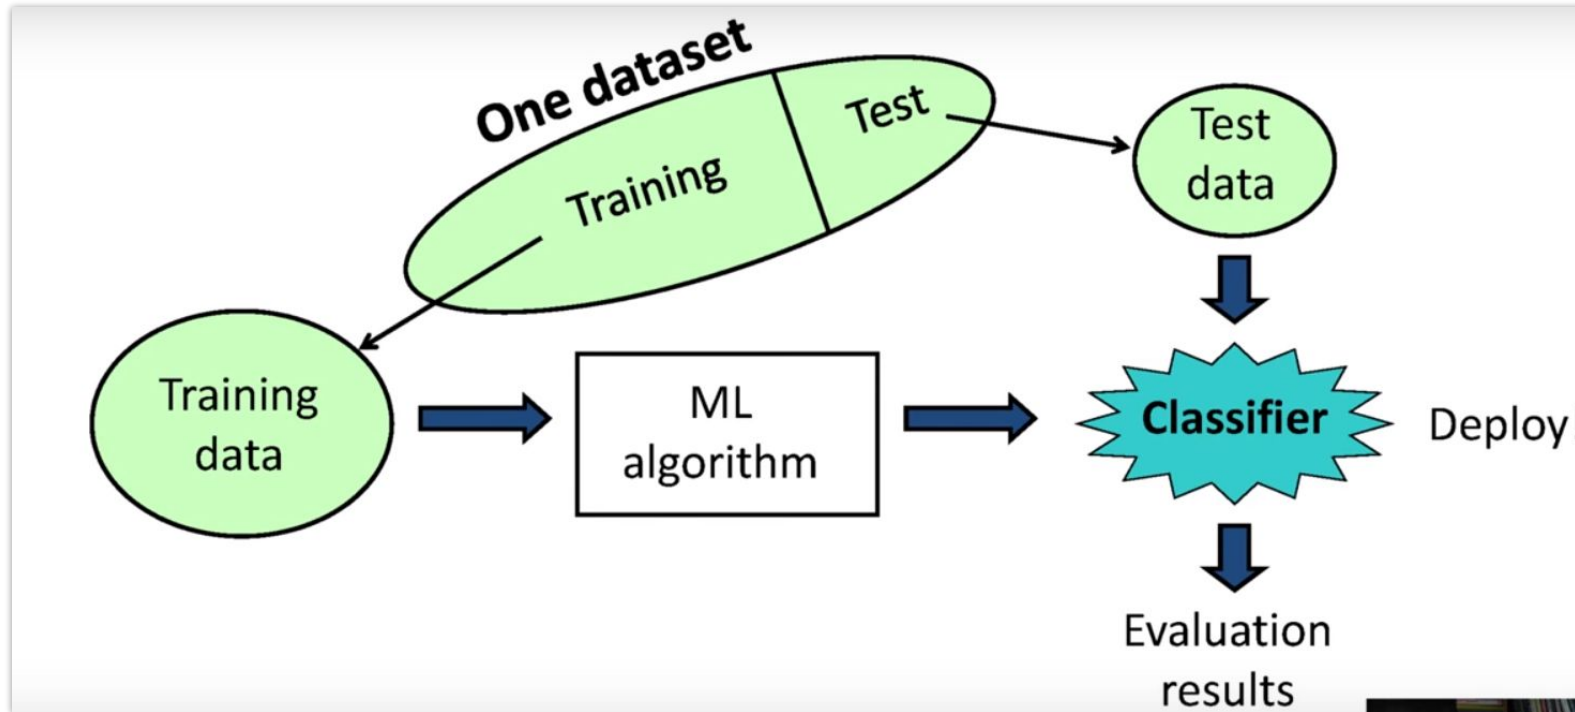 One dataset
Training
Test
Test
data
Training
data
ML
algorithm
Classifier
Deploy
Evaluation
results